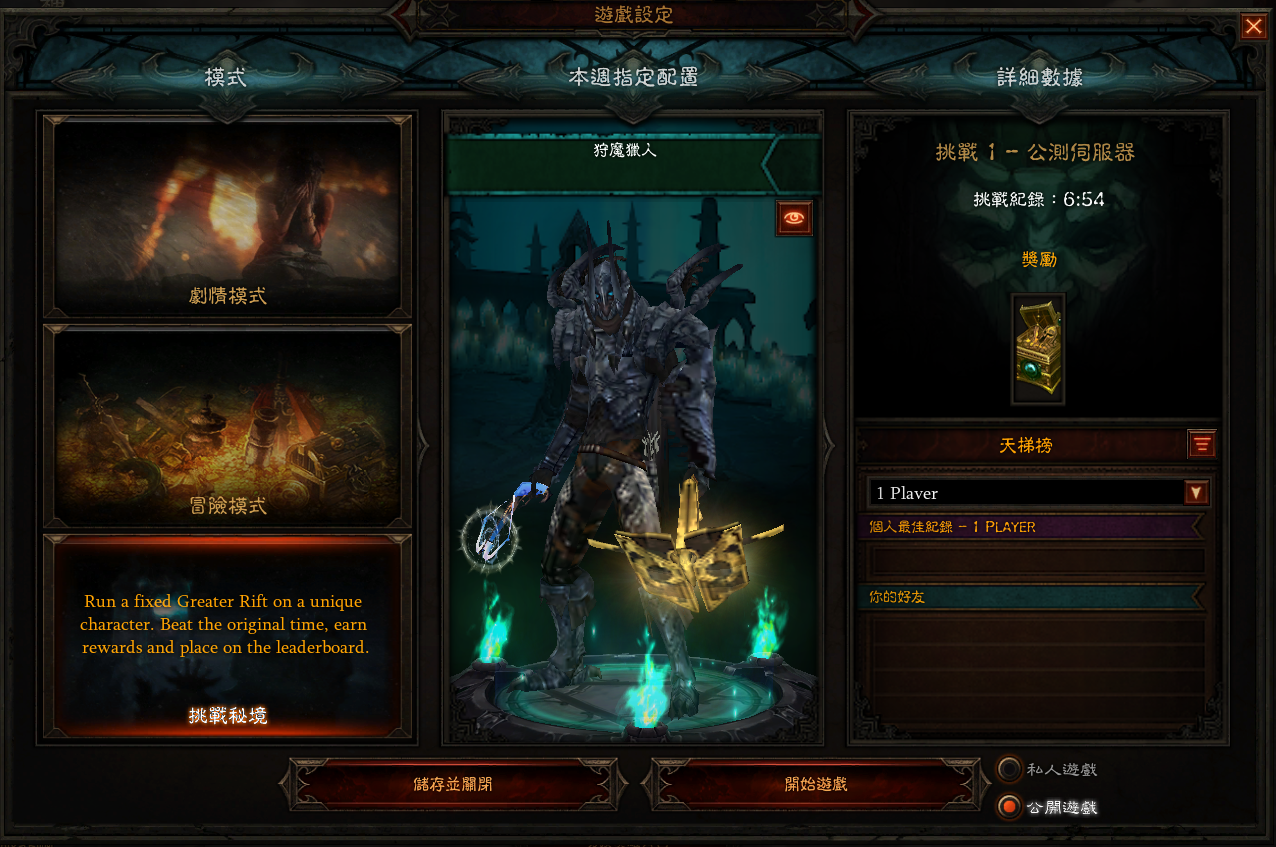 遊戲設定
模式
本週指定配置
詳細數據
劇情模式
冒險模式
Run a fixed Greater Rift on a unique
character. Beat the original time, earn
rewards and place on the leaderboard.
挑戰秘境
狩魔獵人
挑戰 1 - 公測伺服器
挑戰紀錄：6:54
獎勵
天梯榜
1 Player
個人最佳紀錄 - 1 PLAYER
你的好友
儲存並關閉
開始遊戲
私人遊戲
公開遊戲